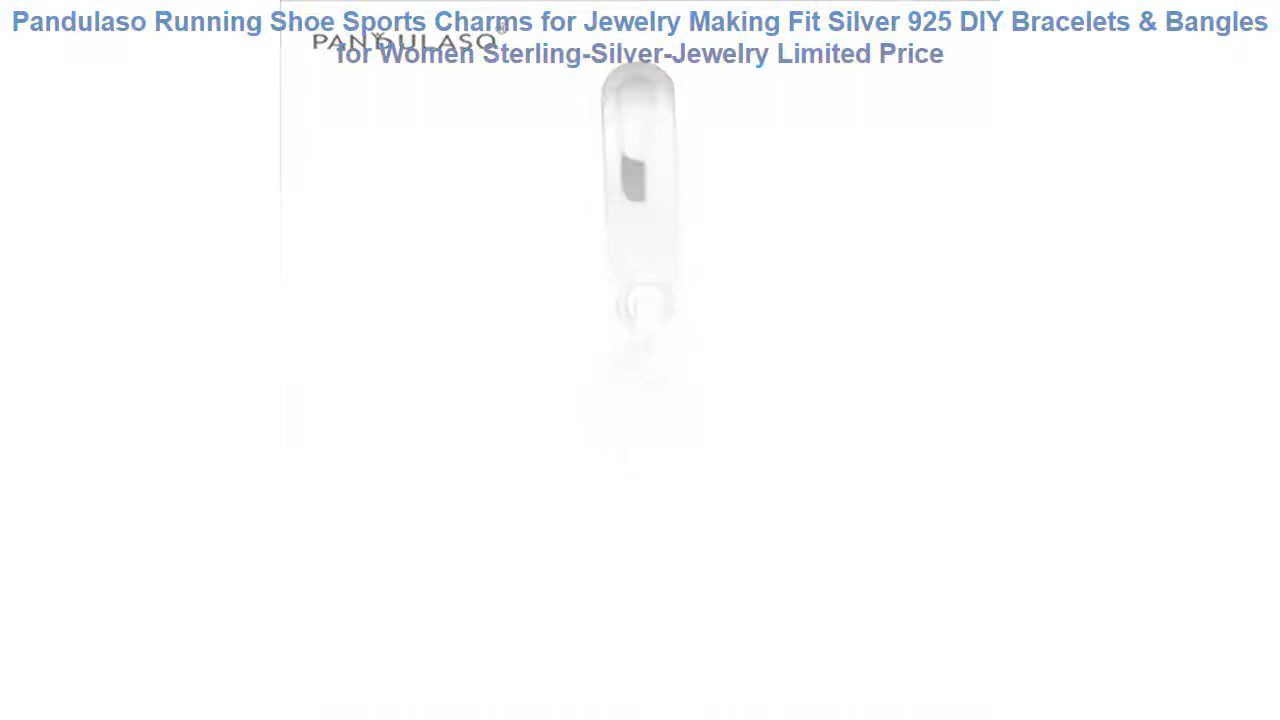 Pandulaso Running Shoe Sports Charms for Jewelry Making Fit Silver 925 DIY Bracelets & Bangles
for Women Sterling-Silver-Jewelry Limited Price
PANDULASO®